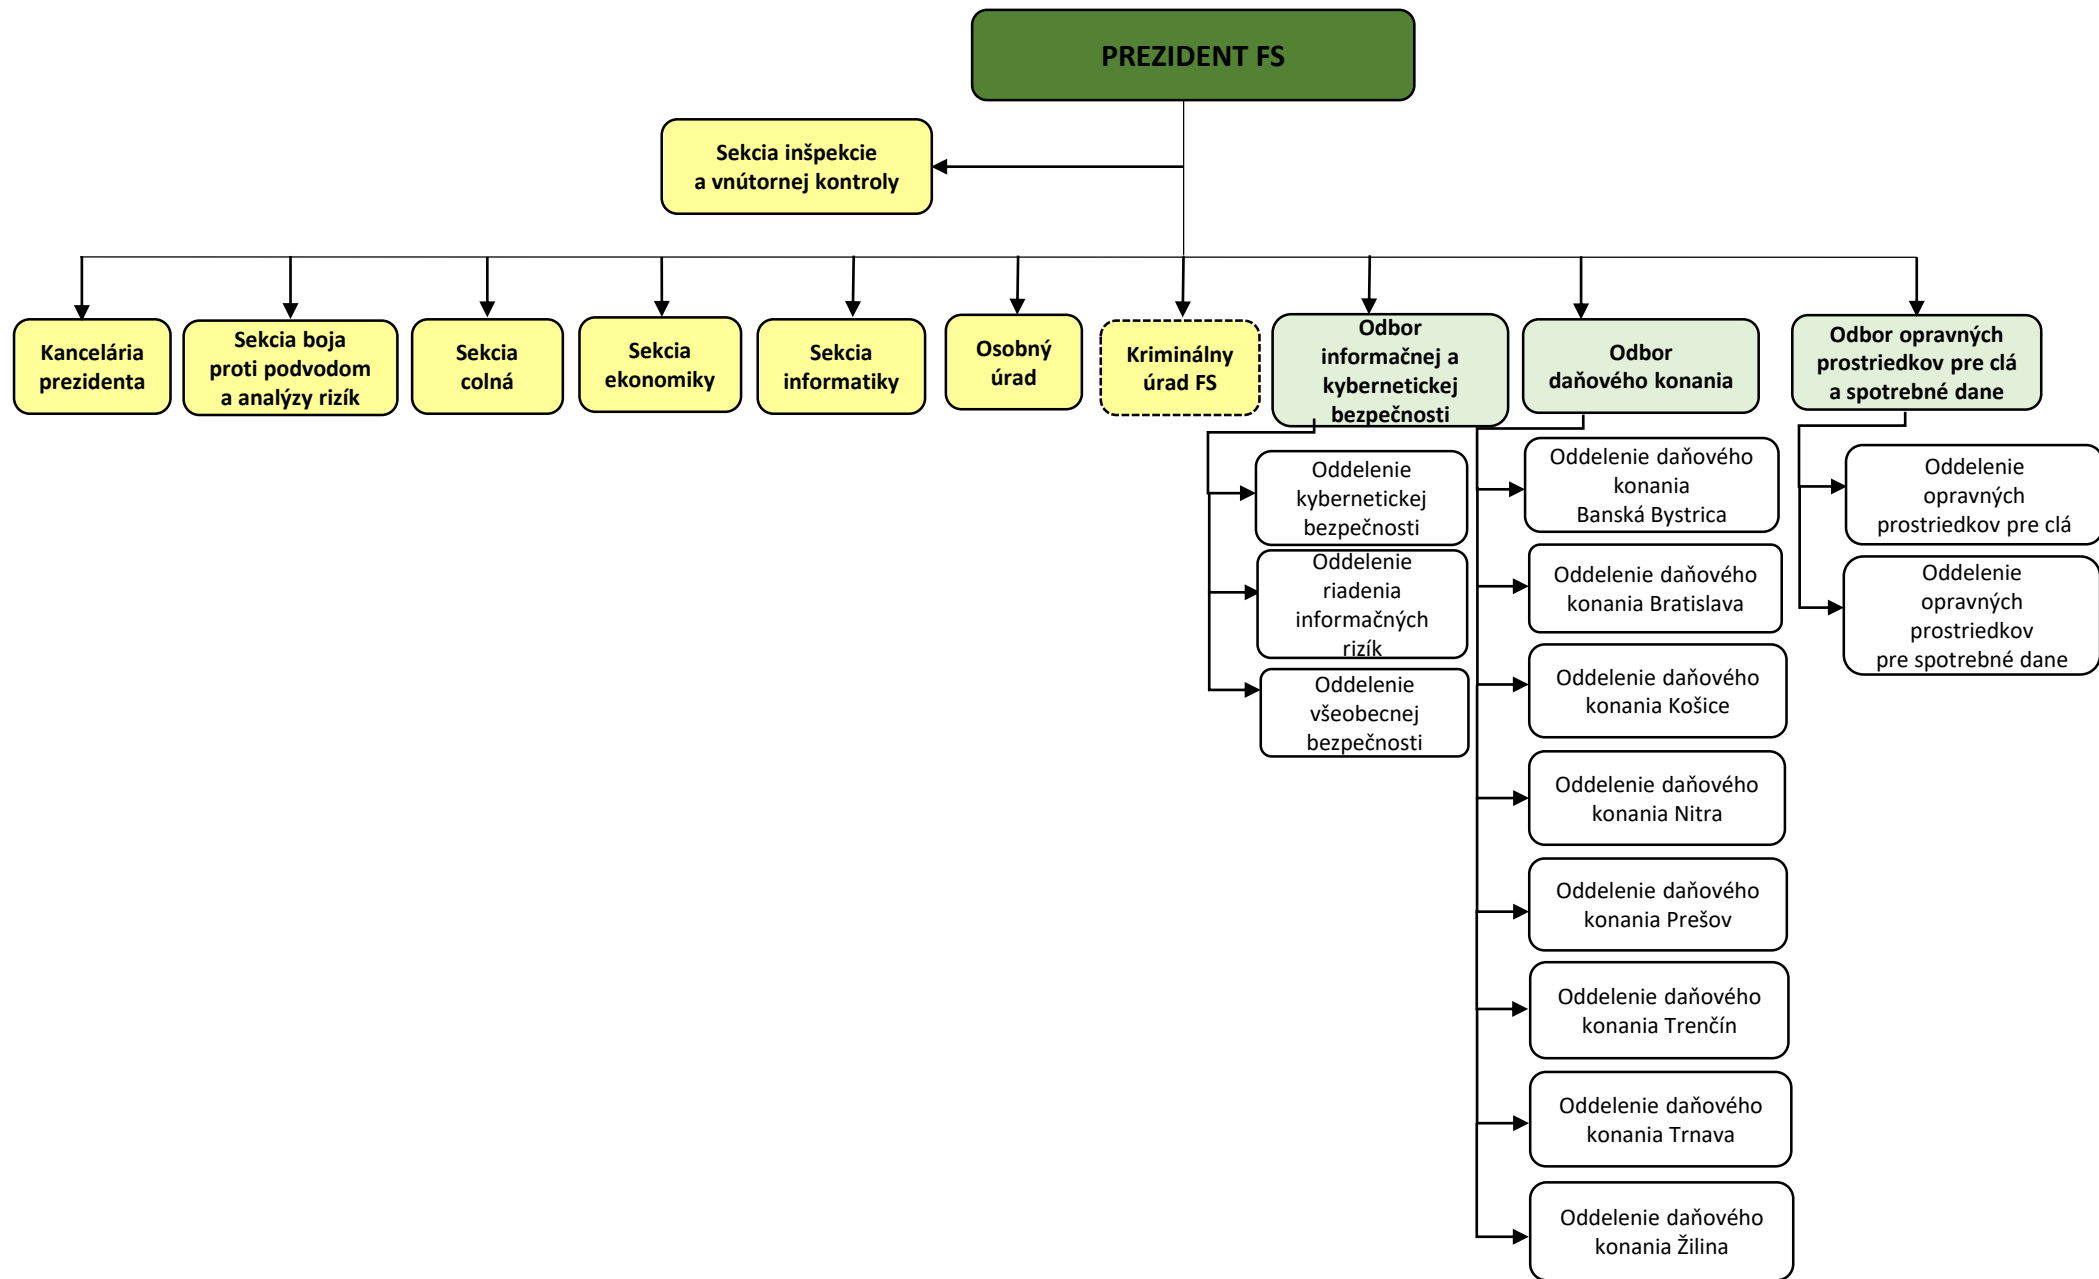 PREZIDENT FS
Sekcia inšpekcie
a vnútornej kontroly
Kancelária
prezidenta
Sekcia boja
proti podvodom
a analýzy rizík
Sekcia
colná
Sekcia
ekonomiky
Sekcia
informatiky
Osobný
úrad
Kriminálny
úrad FS
Odbor
informačnej a
kybernetickej
bezpečnosti
Odbor
daňového konania
Odbor opravných
prostriedkov pre clá
a spotrebné dane
Oddelenie
kybernetickej
bezpečnosti
Oddelenie
riadenia
informačných
rizík
Oddelenie
všeobecnej
bezpečnosti
Oddelenie daňového
konania
Banská Bystrica
Oddelenie daňového
konania Bratislava
Oddelenie daňového
konania Košice
Oddelenie daňového
konania Nitra
Oddelenie daňového
konania Prešov
Oddelenie daňového
konania Trenčín
Oddelenie daňového
konania Trnava
Oddelenie daňového
konania Žilina
Oddelenie
opravných
prostriedkov pre clá
Oddelenie
opravných
prostriedkov
pre spotrebné dane